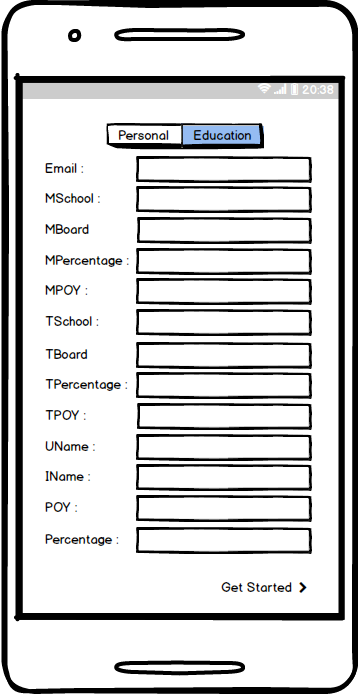 20:38
Personal Education
Email :
MSchool :
MBoard
MPercentage :
MPOY :
TSchool :
TBoard
TPercentage :
TPOY :
UName :
IName :
POY :
Percentage :
Get Started